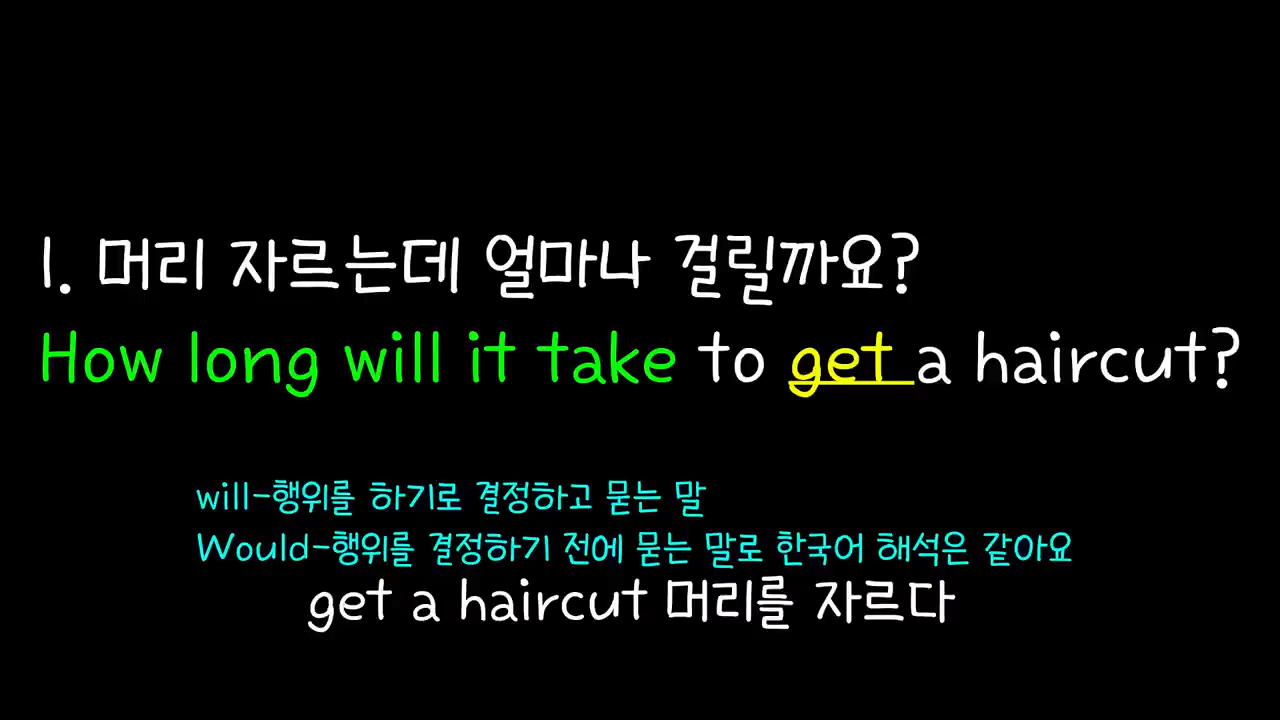 1. 머리 자르는데 얼마나 걸릴까요?
How long will it take to get a haircut?
will-행위를 하기로 결정하고 묻는 말
Would-행위를 결정하기 전에 묻는 말로 한국어 해석은 같아요
get a haircut 머리를 자르다